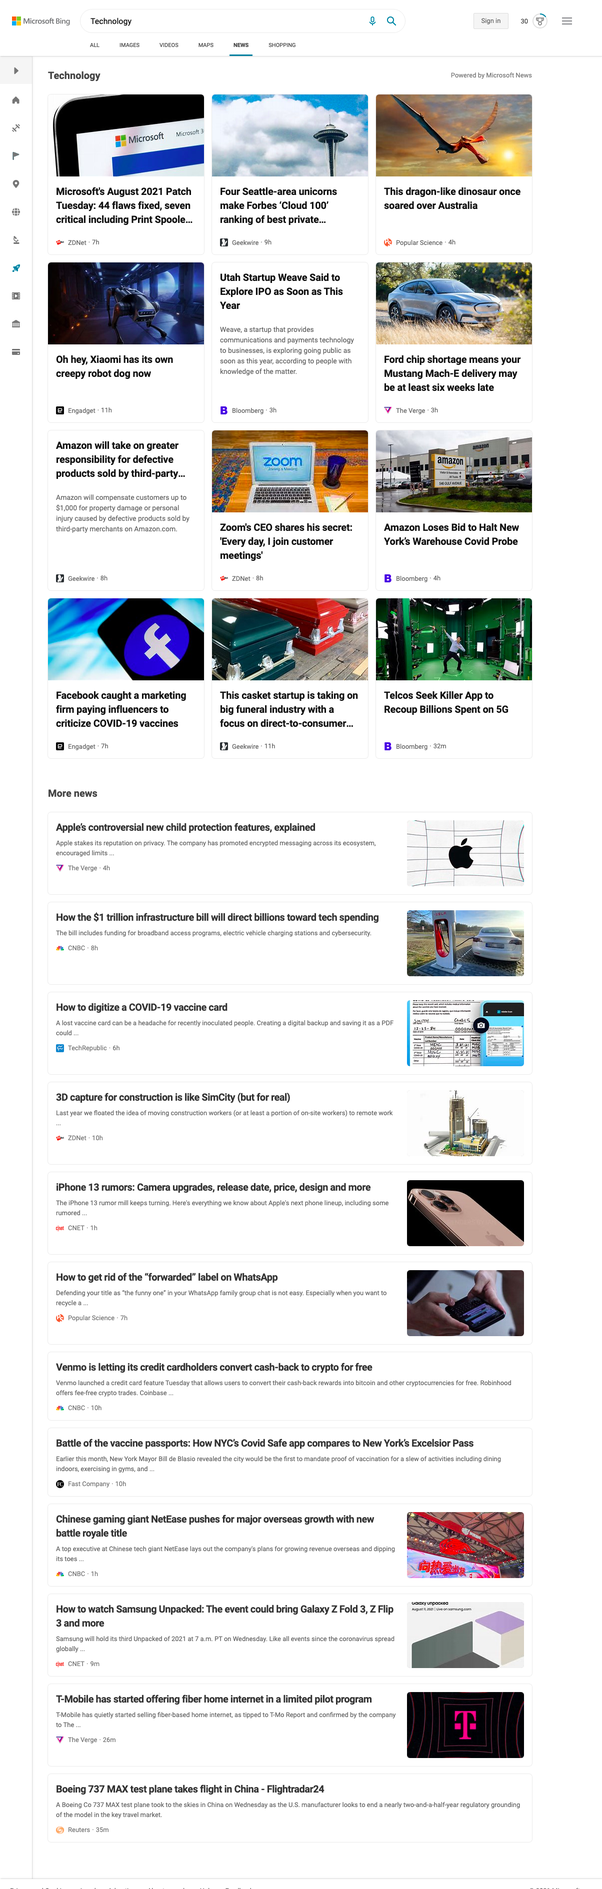 Microsoft Bing
Technology
Sign in
30
ALL
IMAGES
VIDEOS
MAPS
NEWS
SHOPPING
Technology
Powered by Microsoft News
Microsoft
Microsoft's August 2021 Patch
Tuesday: 44 flaws fixed, seven
critical including Print Spoole...
ZDNet · 7h
Four Seattle-area unicorns
make Forbes 'Cloud 100'
ranking of best private...
Geekwire · 9h
This dragon-like dinosaur once
soared over Australia
Popular Science · 4h
Oh hey, Xiaomi has its own
creepy robot dog now
Engadget · 11h
Utah Startup Weave Said to
Explore IPO as Soon as This
Year
Weave, a startup that provides
communications and payments technology
to businesses, is exploring going public as
soon as this year, according to people with
knowledge of the matter.
Bloomberg · 3h
Ford chip shortage means your
Mustang Mach-E delivery may
be at least six weeks late
The Verge · 3h
Amazon will take on greater
responsibility for defective
products sold by third-party...
Amazon will compensate customers up to
$1,000 for property damage or personal
injury caused by defective products sold by
third-party merchants on Amazon.com.
Geekwire · 8h
zoom
Zoom's CEO shares his secret:
'Every day, I join customer
meetings'
ZDNet · 8h
amazon
Amazon Loses Bid to Halt New
York's Warehouse Covid Probe
Bloomberg · 4h
Facebook caught a marketing
firm paying influencers to
criticize COVID-19 vaccines
Engadget · 7h
This casket startup is taking on
big funeral industry with a
focus on direct-to-consumer...
Geekwire · 11h
Telcos Seek Killer App to
Recoup Billions Spent on 5G
Bloomberg · 32m
More news
Apple's controversial new child protection features, explained
Apple stakes its reputation on privacy. The company has promoted encrypted messaging across its ecosystem,
encouraged limits ...
The Verge · 4h
How the $1 trillion infrastructure bill will direct billions toward tech spending
The bill includes funding for broadband access programs, electric vehicle charging stations and cybersecurity.
CNBC · 8h
How to digitize a COVID-19 vaccine card
A lost vaccine card can be a headache for recently inoculated people. Creating a digital backup and saving it as a PDF
could ...
TechRepublic · 6h
3D capture for construction is like SimCity (but for real)
Last year we floated the idea of moving construction workers (or at least a portion of on-site workers) to remote work
...
ZDNet · 10h
iPhone 13 rumors: Camera upgrades, release date, price, design and more
The iPhone 13 rumor mill keeps turning. Here's everything we know about Apple's next phone lineup, including some
rumored ...
CNET · 1h
How to get rid of the "forwarded" label on WhatsApp
Defending your title as "the funny one" in your WhatsApp family group chat is not easy. Especially when you want to
recycle a ...
Popular Science · 7h
Venmo is letting its credit cardholders convert cash-back to crypto for free
Venmo launched a credit card feature Tuesday that allows users to convert their cash-back rewards into bitcoin and other cryptocurrencies for free. Robinhood
offers fee-free crypto trades. Coinbase ...
CNBC · 10h
Battle of the vaccine passports: How NYC's Covid Safe app compares to New York's Excelsior Pass
Earlier this month, New York Mayor Bill de Blasio revealed the city would be the first to mandate proof of vaccination for a slew of activities including dining
indoors, exercising in gyms, and ...
Fast Company · 10h
Chinese gaming giant NetEase pushes for major overseas growth with new
battle royale title
A top executive at Chinese tech giant NetEase lays out the company's plans for growing revenue overseas and dipping
its toes ...
CNBC · 1h
How to watch Samsung Unpacked: The event could bring Galaxy Z Fold 3, Z Flip
3 and more
Samsung will hold its third Unpacked of 2021 at 7 a.m. PT on Wednesday. Like all events since the coronavirus spread
globally ...
CNET · 9m
Galaxy Unpacked
T-Mobile has started offering fiber home internet in a limited pilot program
T-Mobile has quietly started selling fiber-based home internet, as tipped to T-Mo Report and confirmed by the company
to The ...
The Verge · 26m
Boeing 737 MAX test plane takes flight in China - Flightradar24
A Boeing Co 737 MAX test plane took to the skies in China on Wednesday as the U.S. manufacturer looks to end a nearly two-and-a-half-year regulatory grounding
of the model in the key travel market.
Reuters · 35m